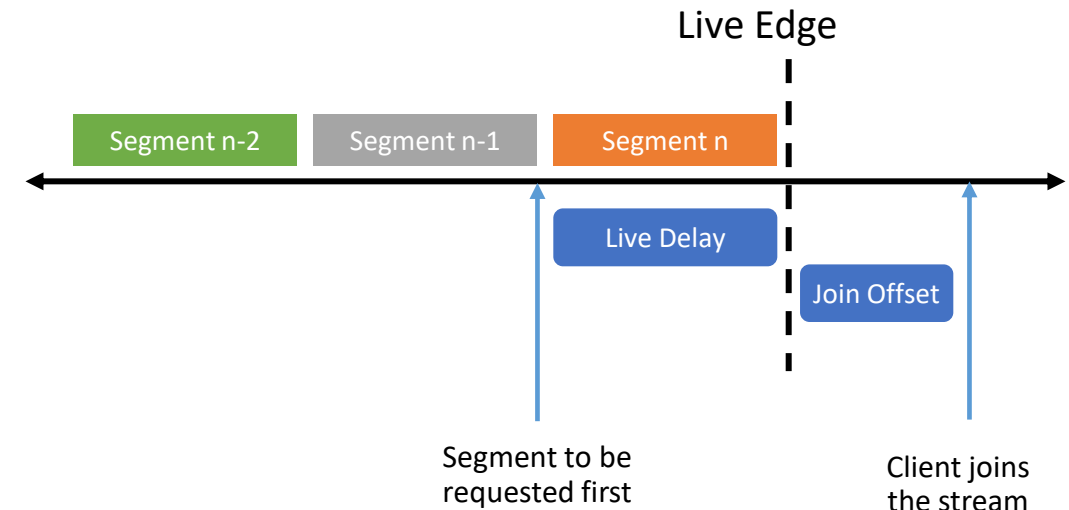 Live Edge
Segment n-2
Segment n-1
Segment n
Live Delay
Join Offset
Segment to be
requested first
Client joins
the stream